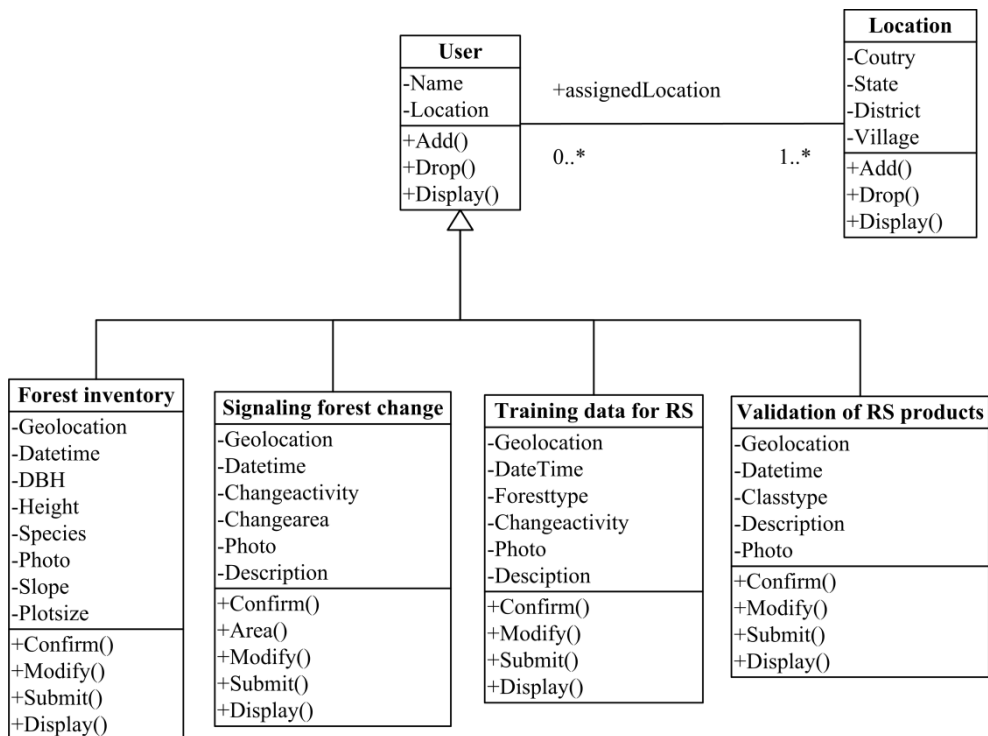 User
-Name
-Location
+Add()
+Drop()
+Display()
+assignedLocation
0..*
1..*
Location
-Coutry
-State
-District
-Village
+Add()
+Drop()
+Display()
Forest inventory
-Geolocation
-Datetime
-DBH
-Height
-Species
-Photo
-Slope
-Plotsize
+Confirm()
+Modify()
+Submit()
+Display()
Signaling forest change
-Geolocation
-Datetime
-Changeactivity
-Changearea
-Photo
-Description
+Confirm()
+Area()
+Modify()
+Submit()
+Display()
Training data for RS
-Geolocation
-DateTime
-Foresttype
-Changeactivity
-Photo
-Desciption
+Confirm()
+Modify()
+Submit()
+Display()
Validation of RS products
-Geolocation
-Datetime
-Classtype
-Description
-Photo
+Confirm()
+Modify()
+Submit()
+Display()